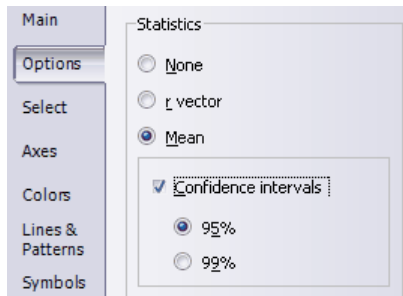 Main
Options
Select
Axes
Colors
Lines &
Patterns
Symbols
Statistics
None
r vector
Mean
Confidence intervals
95%
99%